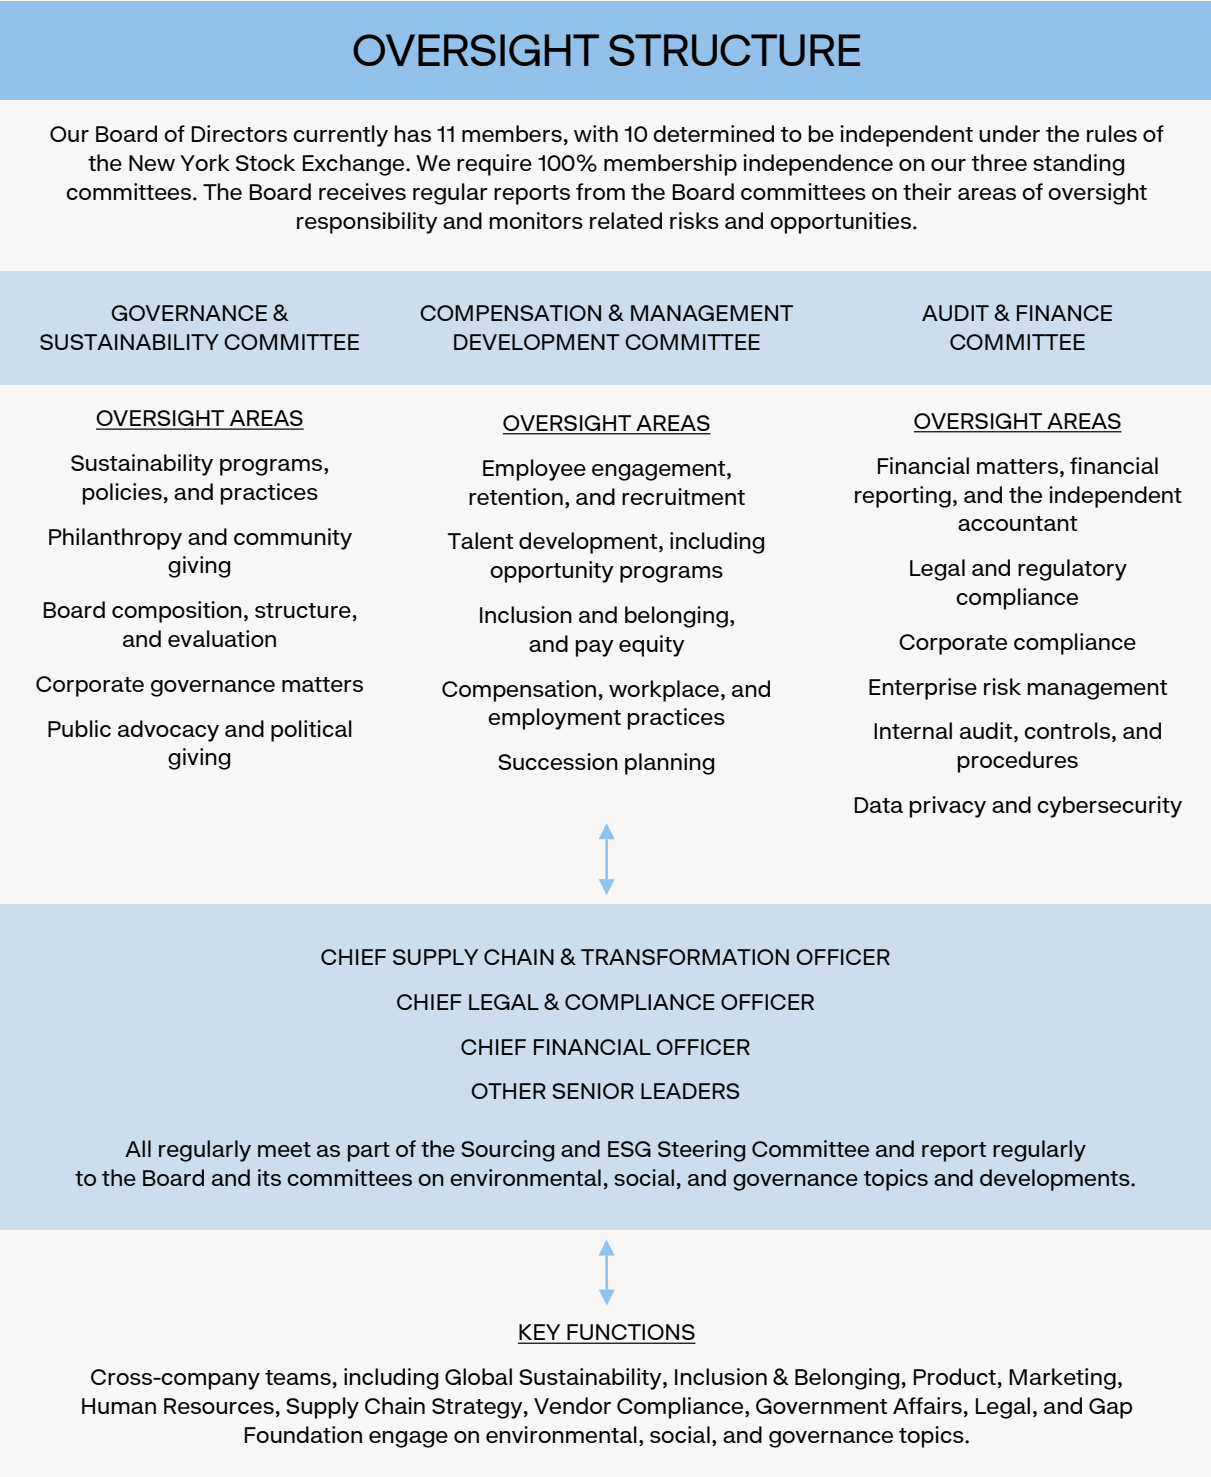 OVERSIGHT STRUCTURE
Our Board of Directors currently has 11 members, with 10 determined to be independent under the rules of
the New York Stock Exchange. We require 100% membership independence on our three standing
committees. The Board receives regular reports from the Board committees on their areas of oversight
responsibility and monitors related risks and opportunities.
GOVERNANCE &
SUSTAINABILITY COMMITTEE
OVERSIGHT AREAS
Sustainability programs,
policies, and practices
Philanthropy and community
giving
Board composition, structure,
and evaluation
Corporate governance matters
Public advocacy and political
giving
COMPENSATION & MANAGEMENT
DEVELOPMENT COMMITTEE
OVERSIGHT AREAS
Employee engagement,
retention, and recruitment
Talent development, including
opportunity programs
Inclusion and belonging,
and pay equity
Compensation, workplace, and
employment practices
Succession planning
AUDIT & FINANCE
COMMITTEE
OVERSIGHT AREAS
Financial matters, financial
reporting, and the independent
accountant
Legal and regulatory
compliance
Corporate compliance
Enterprise risk management
Internal audit, controls, and
procedures
Data privacy and cybersecurity
CHIEF SUPPLY CHAIN & TRANSFORMATION OFFICER
CHIEF LEGAL & COMPLIANCE OFFICER
CHIEF FINANCIAL OFFICER
OTHER SENIOR LEADERS
All regularly meet as part of the Sourcing and ESG Steering Committee and report regularly
to the Board and its committees on environmental, social, and governance topics and developments.
KEY FUNCTIONS
Cross-company teams, including Global Sustainability, Inclusion & Belonging, Product, Marketing,
Human Resources, Supply Chain Strategy, Vendor Compliance, Government Affairs, Legal, and Gap
Foundation engage on environmental, social, and governance topics.